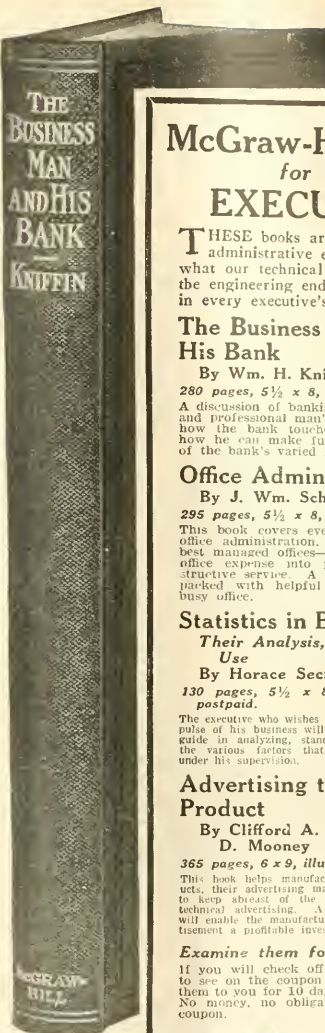 THE
BUSINESS
MAN
AND HIS
BANK
KNIFFIN
McGRAW-
HILL
McGraw-H
for
EXECU
THESE books ar
administrative e
what our technical
the engineering end
in every executive's
The Business
His Bank
By Wm. H. Kni
280 pages, 5½ x 8,
A discussion of banki
and professional man'
how the bank touche
how he can make fu
of the bank's varied
Office Admin
By J. Wm. Sch
295 pages, 5½ x 8,
This book covers eve
office administration.
best managed offices—
office expense into
structive service. A
packed with helpful
busy office.
Statistics in B
Their Analysis,
Use
By Horace Sec
130 pages, 5½ x 8
postpaid.
The executive who wishes
pulse of his business will
guide in analyzing, stand
the various factors that
under his supervision.
Advertising t
Product
By Clifford A.
D. Mooney
365 pages, 6 x 9, illu
This book helps manufac
ucts, their advertising ma
to keep abreast of the
technical advertising. A
will enable the manufactu
tisement a profitable inves
Examine them fo
If you will check off
to see on the coupon
them to you for 10 da
No money, no obliga
coupon.